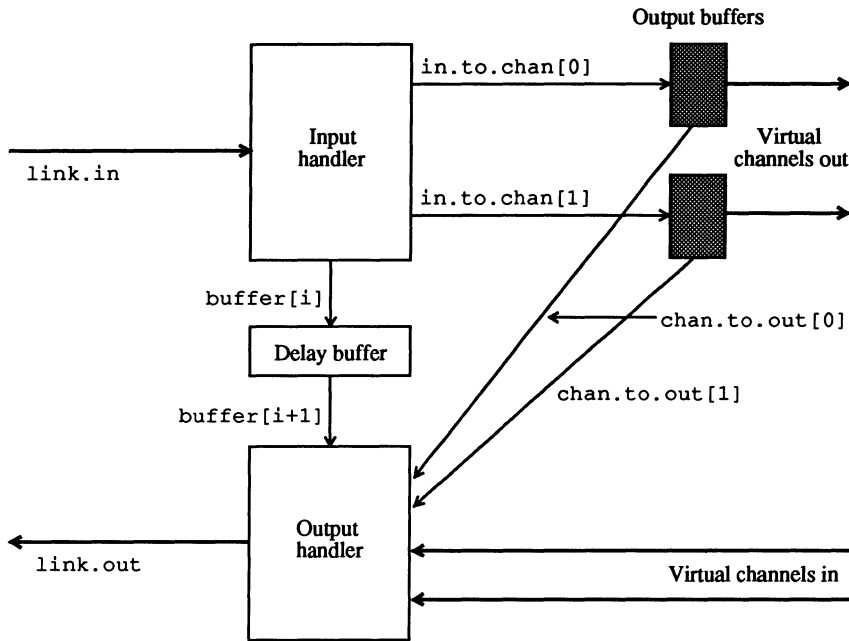 Output buffers
in.to.chan[0]
Input
handler
Virtual
channels out
link.in
in.to.chan[1]
buffer[i]
chan.to.out[0]
Delay buffer
chan.to.out[1]
buffer[i+1]
Output
handler
link.out
Virtual channels in